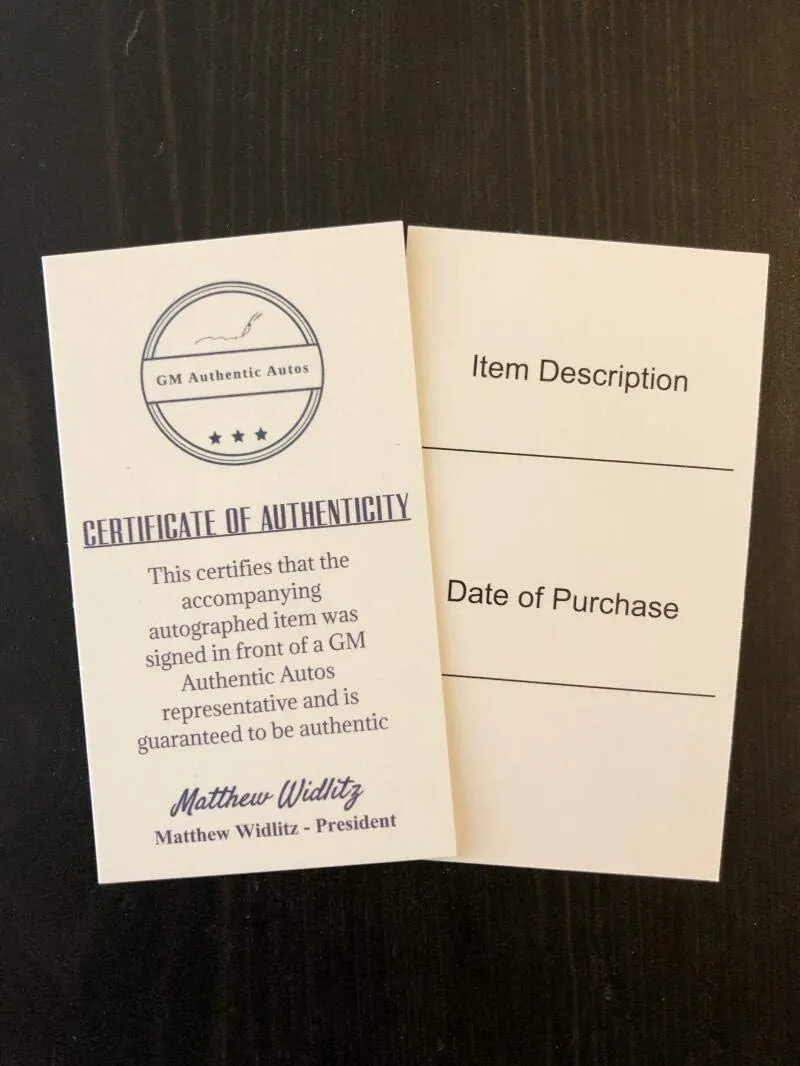 GM Authentic Autos
CERTIFICATE OF AUTHENTICITY
This certifies that the
accompanying
autographed item was
signed in front of a GM
Authentic Autos
representative and is
guaranteed to be authentic
Matthew Widlitz
Matthew Widlitz - President
Item Description
Date of Purchase